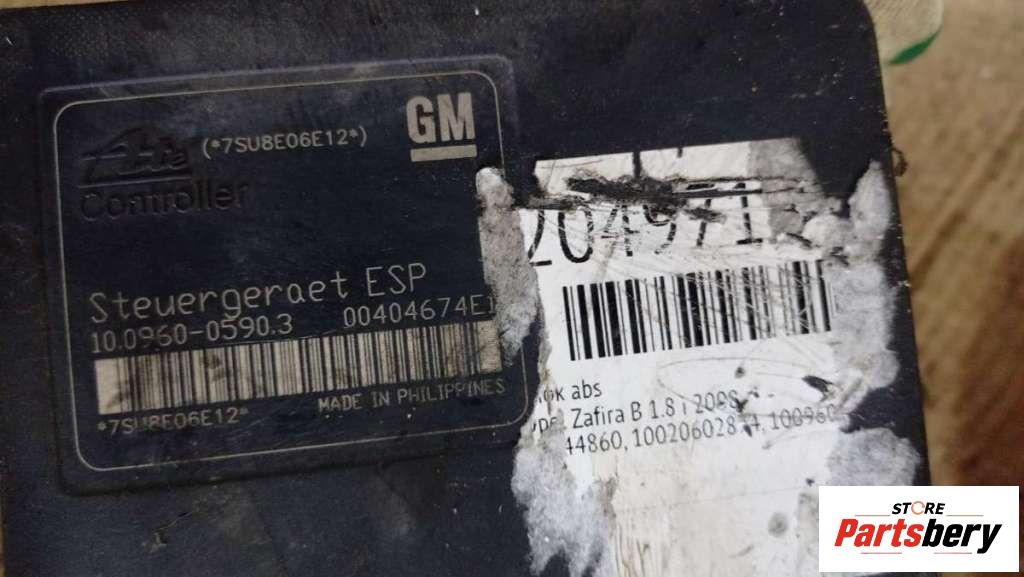 Ate
(*7SU8E06E12*)
GM
Controller
Steuergeraet ESP
10.0960-0590.3 00404674E1
MADE IN PHILIPPINES
*7SU8E06E12*
abs
Zafira B 1.8 i 2008
44860,
STORE
Partsbery